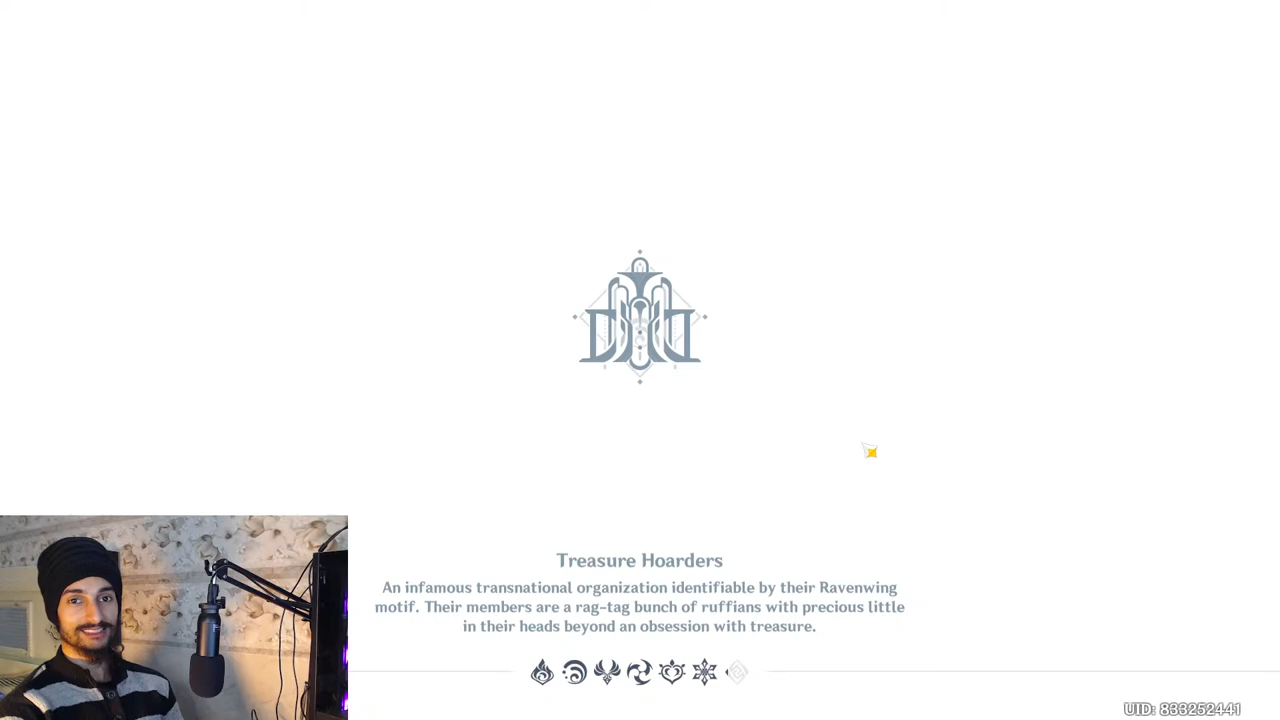 Treasure Hoarders
An infamous transnational organization identifiable by their Ravenwing
motif. Their members are a rag-tag bunch of ruffians with precious little
in their heads beyond an obsession with treasure.
UID: 833252441